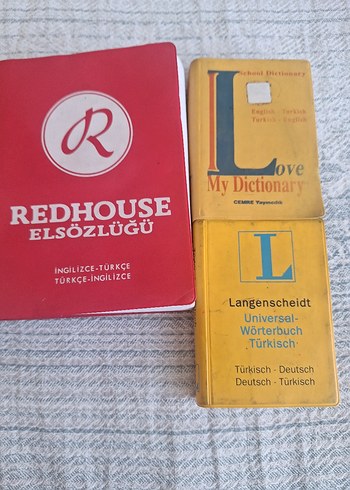 R
REDHOUSE
ELSÖZLÜĞÜ
İNGİLİZCE-TÜRKÇE
TÜRKÇE-İNGİLİZCE
School Dictionary
English - Turkish
Turkish - English
Love
My Dictionary
CEMRE Yayıncılık
L
Langenscheidt
Universal-
Wörterbuch
Türkisch
Türkisch - Deutsch
Deutsch - Türkisch